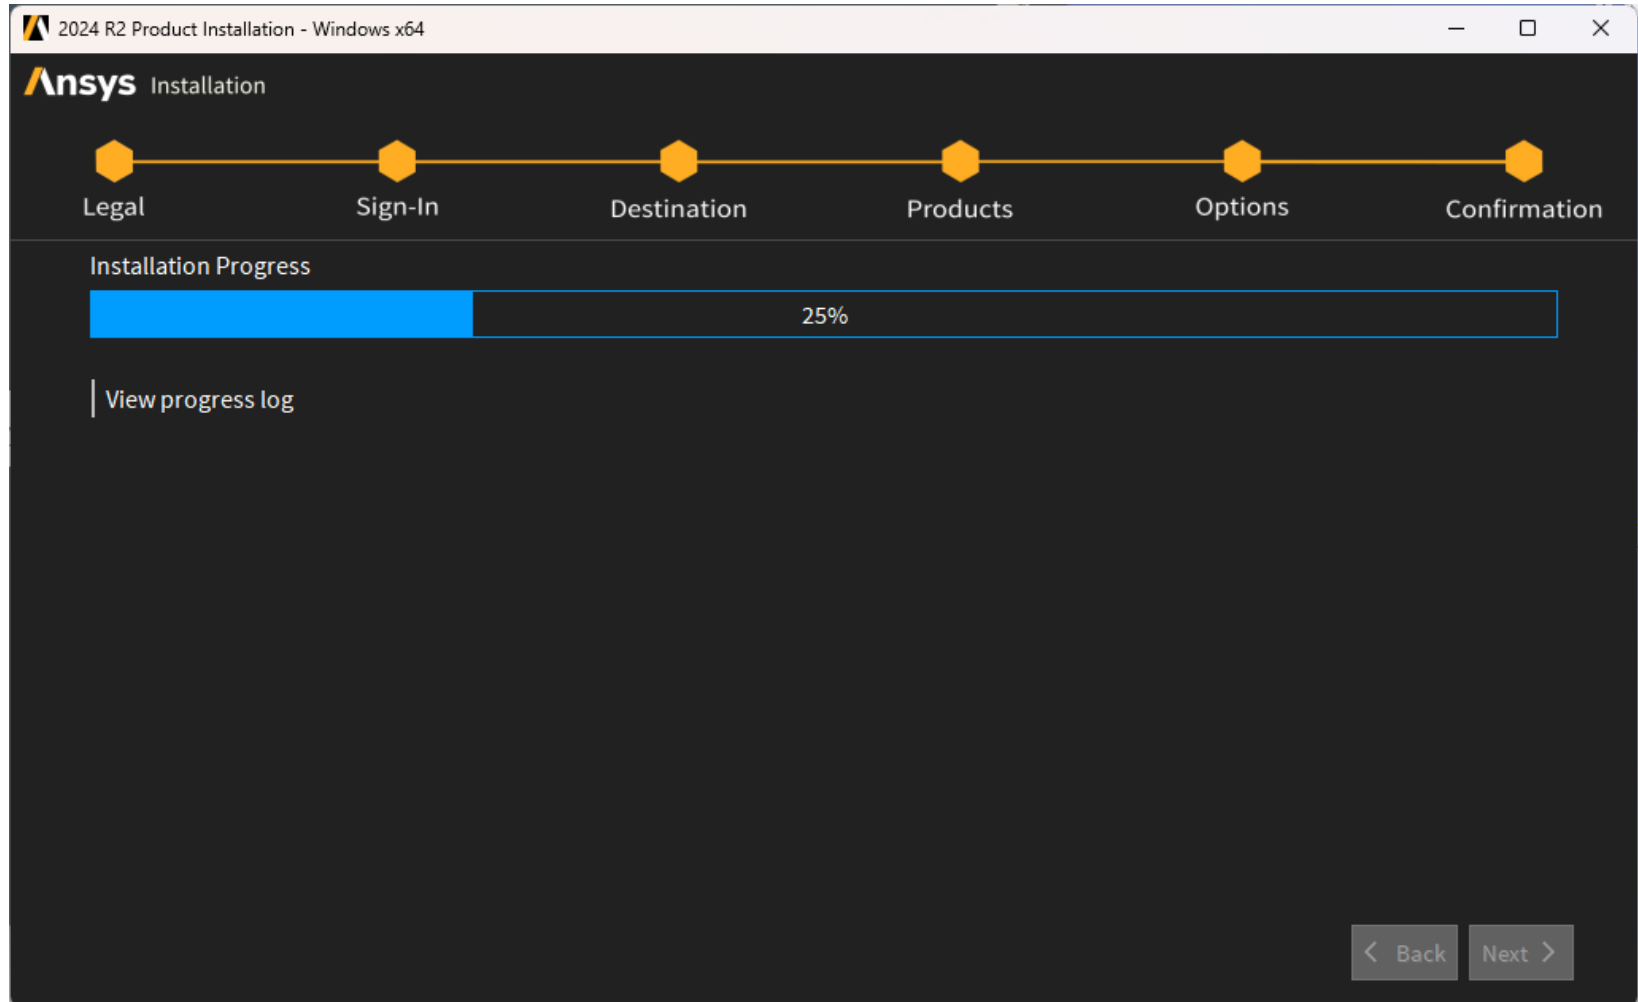 2024 R2 Product Installation - Windows x64
Ansys Installation
Legal Sign-In Destination Products Options Confirmation
Installation Progress
25%
View progress log
Back Next